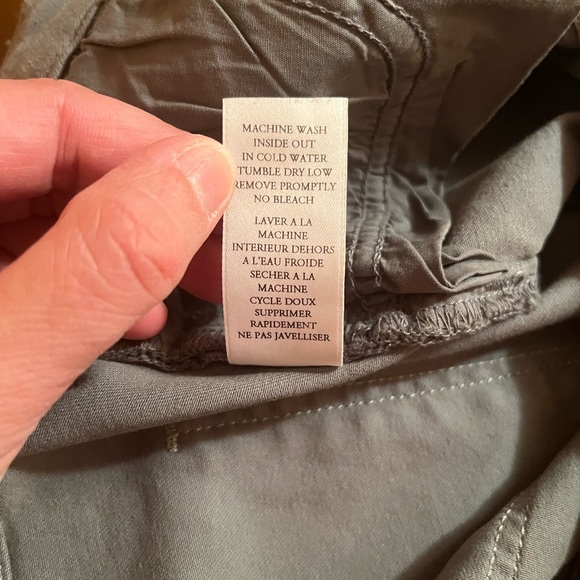 MACHINE WASH
INSIDE OUT
IN COLD WATER
TUMBLE DRY LOW
REMOVE PROMPTLY
NO BLEACH
LAVER A LA
MACHINE
INTERIEUR DEHORS
A L'EAU FROIDE
SECHER A LA
MACHINE
CYCLE DOUX
SUPPRIMER
RAPIDEMENT
NE PAS JAVELLISER